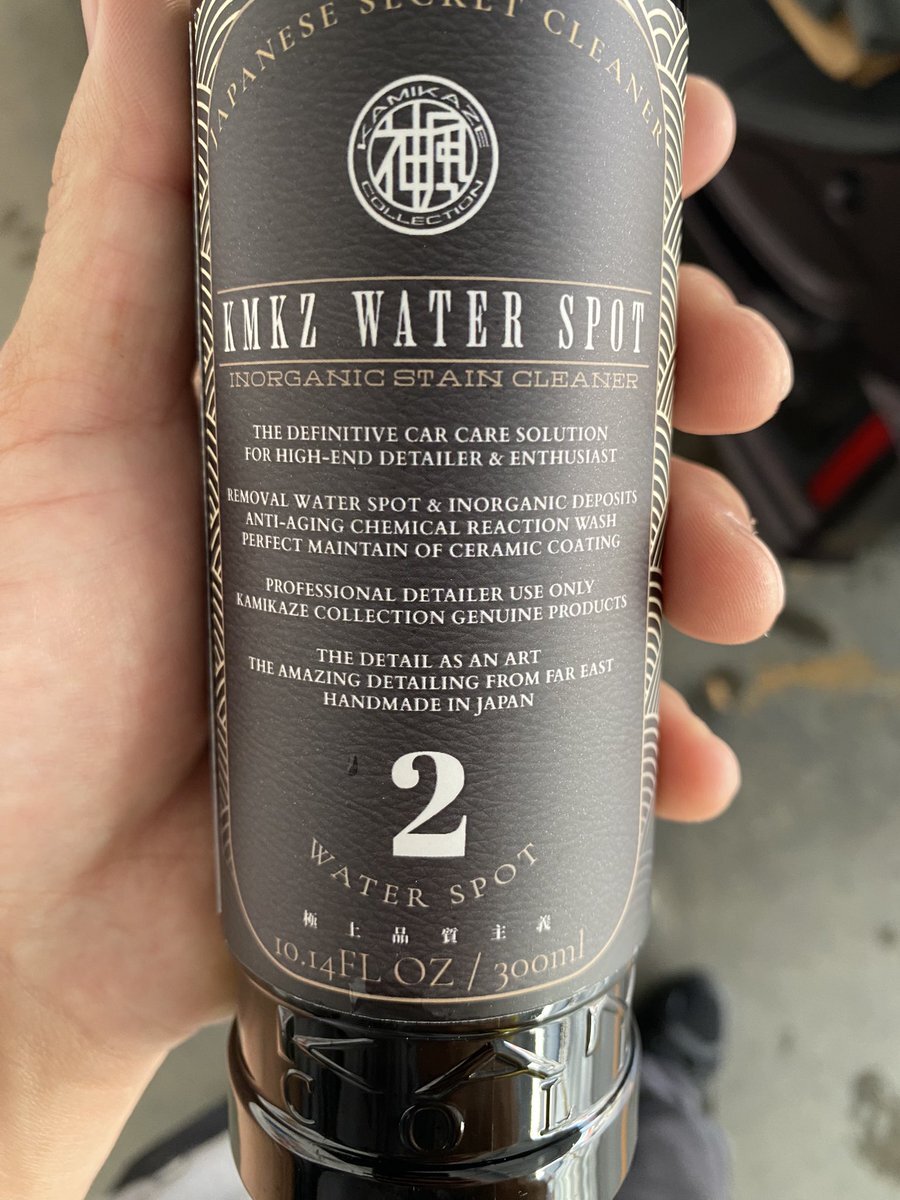 JAPANESE SECRET CLEANER
KAMIKAZE
COLLECTION
KMKZ WATER SPOT
INORGANIC STAIN CLEANER
THE DEFINITIVE CAR CARE SOLUTION
FOR HIGH-END DETAILER & ENTHUSIAST
REMOVAL WATER SPOT & INORGANIC DEPOSITS
ANTI-AGING CHEMICAL REACTION WASH
PERFECT MAINTAIN OF CERAMIC COATING
PROFESSIONAL DETAILER USE ONLY
KAMIKAZE COLLECTION GENUINE PRODUCTS
THE DETAIL AS AN ART
THE AMAZING DETAILING FROM FAR EAST
HANDMADE IN JAPAN
2
WATER SPOT
極上品質主義
10.14FL OZ / 300ml